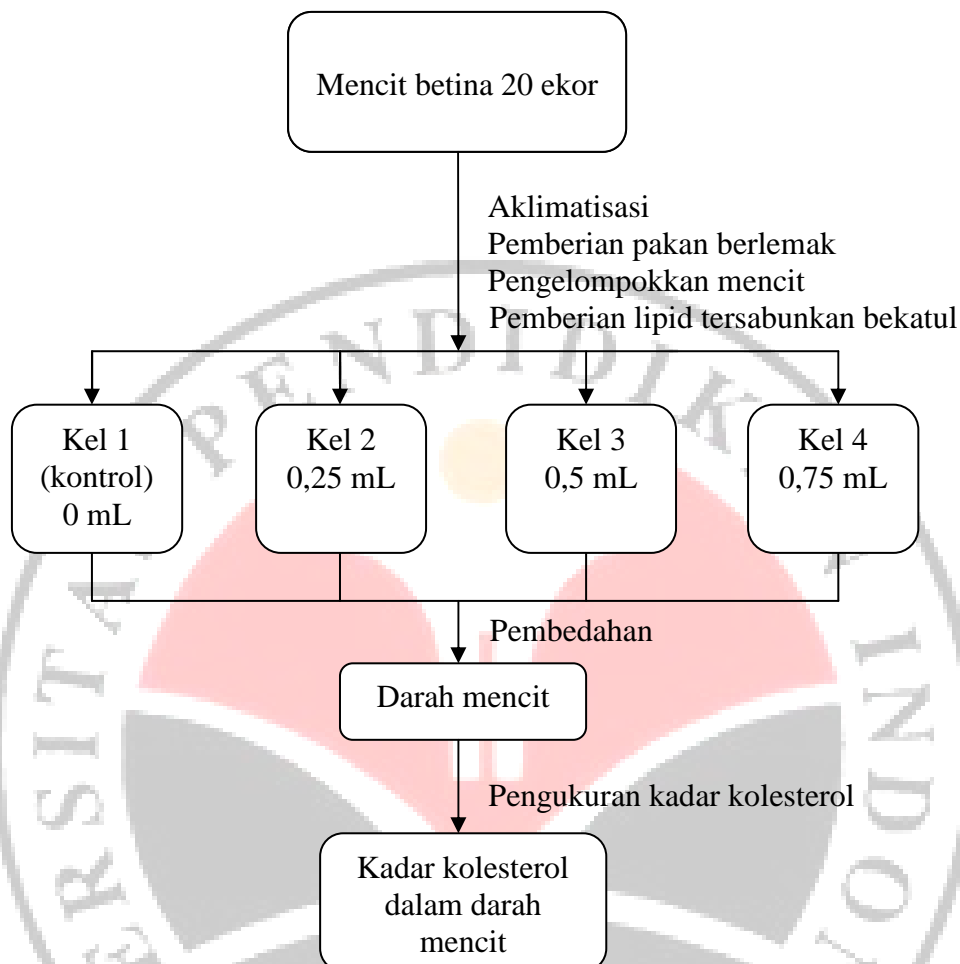 Mencit betina 20 ekor
Aklimatisasi
Pemberian pakan berlemak
Pengelompokkan mencit
Pemberian lipid tersabunkan bekatul
Kel 1
(kontrol)
0 mL
Kel 2
0,25 mL
Kel 3
0,5 mL
Kel 4
0,75 mL
Pembedahan
Darah mencit
Pengukuran kadar kolesterol
Kadar kolesterol
dalam darah
mencit